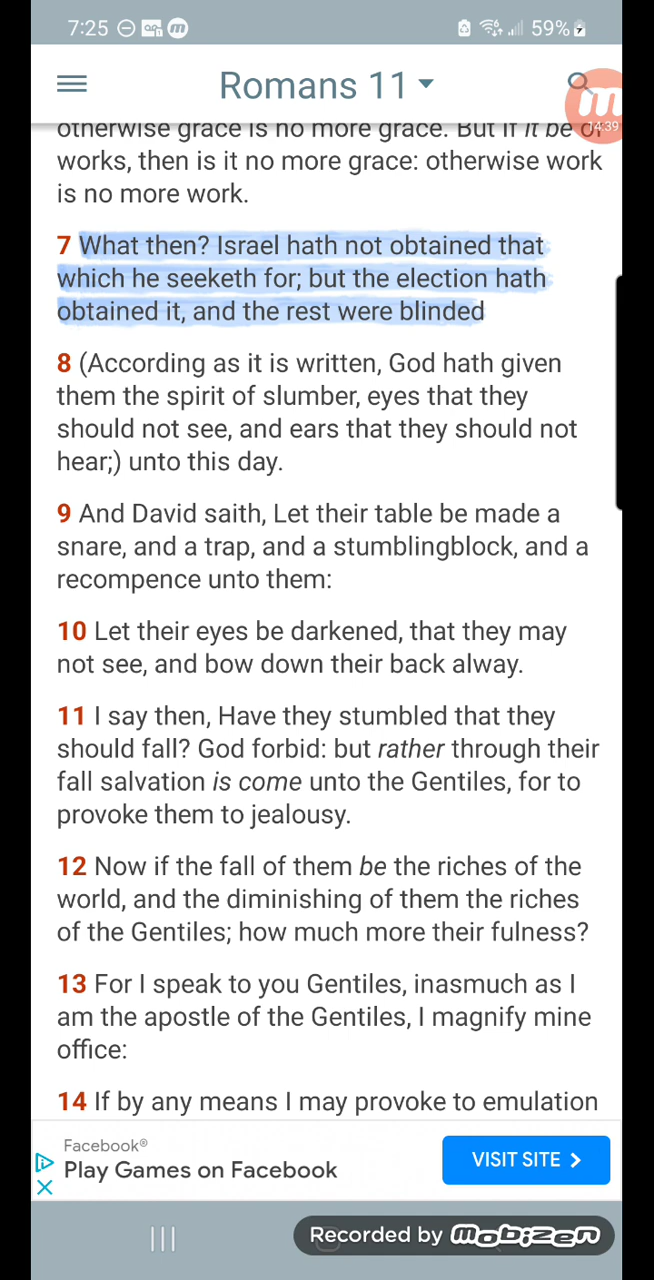 7:25 59%
Romans 11
14:39
otherwise grace is no more grace. But if it be of
works, then is it no more grace: otherwise work
is no more work.
7 What then? Israel hath not obtained that
which he seeketh for; but the election hath
obtained it, and the rest were blinded
8 (According as it is written, God hath given
them the spirit of slumber, eyes that they
should not see, and ears that they should not
hear;) unto this day.
9 And David saith, Let their table be made a
snare, and a trap, and a stumblingblock, and a
recompence unto them:
10 Let their eyes be darkened, that they may
not see, and bow down their back alway.
11 I say then, Have they stumbled that they
should fall? God forbid: but rather through their
fall salvation is come unto the Gentiles, for to
provoke them to jealousy.
12 Now if the fall of them be the riches of the
world, and the diminishing of them the riches
of the Gentiles; how much more their fulness?
13 For I speak to you Gentiles, inasmuch as I
am the apostle of the Gentiles, I magnify mine
office:
14 If by any means I may provoke to emulation
Facebook®
Play Games on Facebook
VISIT SITE
Recorded by mobizen